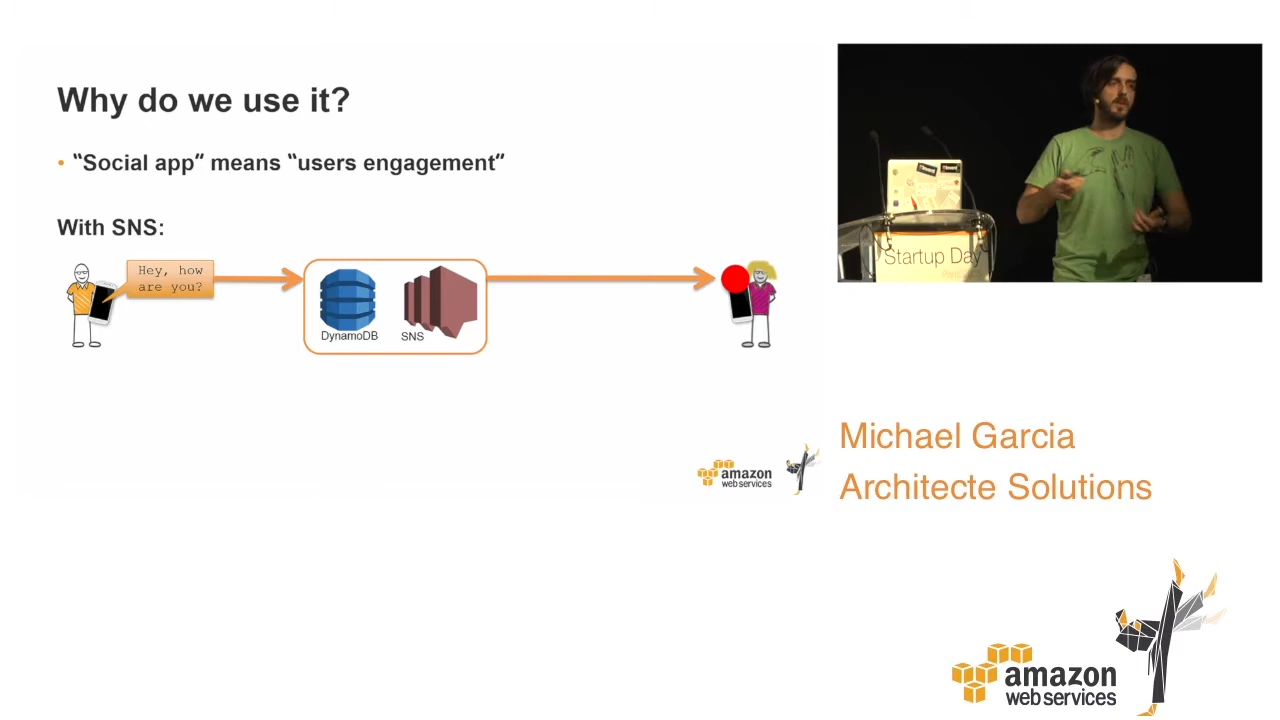 Why do we use it?
• “Social app” means “users engagement”
With SNS:
Hey, how
are you?
DynamoDB
SNS
amazon
web services
Startup Day
Michael Garcia
Architecte Solutions
amazon
web services